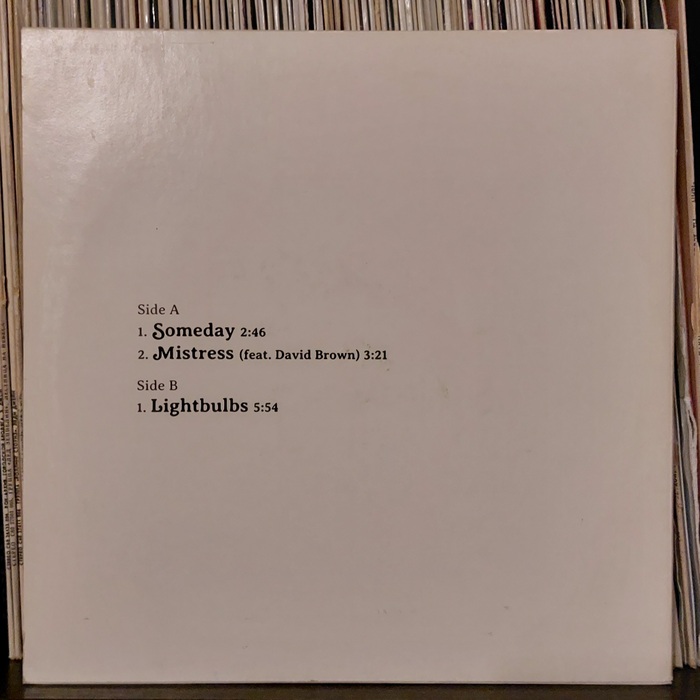 Side A
1. Someday 2:46
2. Mistress (feat. David Brown) 3:21
Side B
1. Lightbulbs 5:54